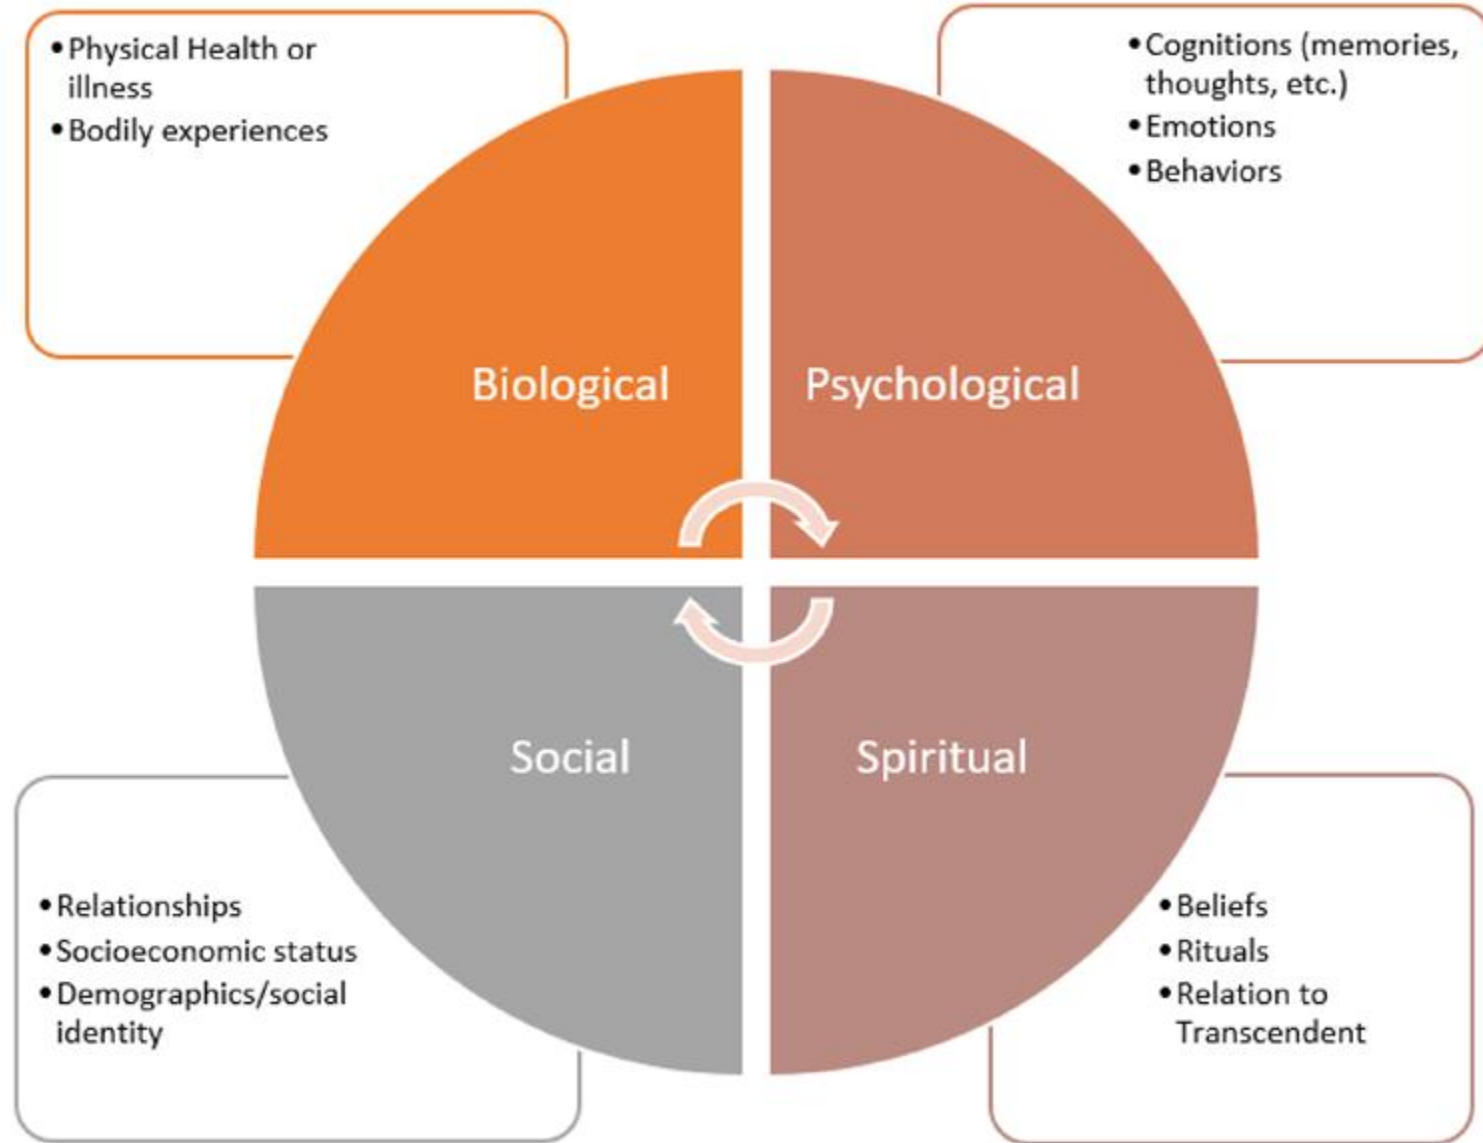 • Physical Health or
illness
• Bodily experiences
• Cognitions (memories,
thoughts, etc.)
• Emotions
• Behaviors
Biological
Psychological
Social
Spiritual
• Relationships
• Socioeconomic status
• Demographics/social
identity
• Beliefs
• Rituals
• Relation to
Transcendent